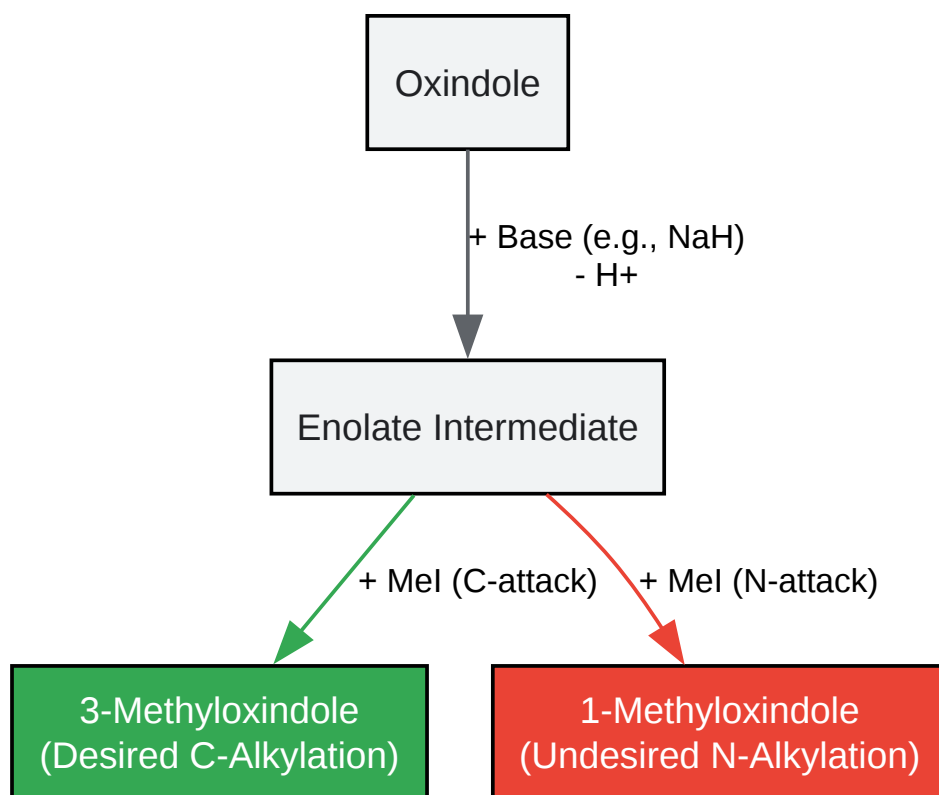 Oxindole
+ Base (e.g., NaH)
- H+
Enolate Intermediate
+ MeI (C-attack)
+ MeI (N-attack)
3-Methyloxindole
(Desired C-Alkylation)
1-Methyloxindole
(Undesired N-Alkylation)